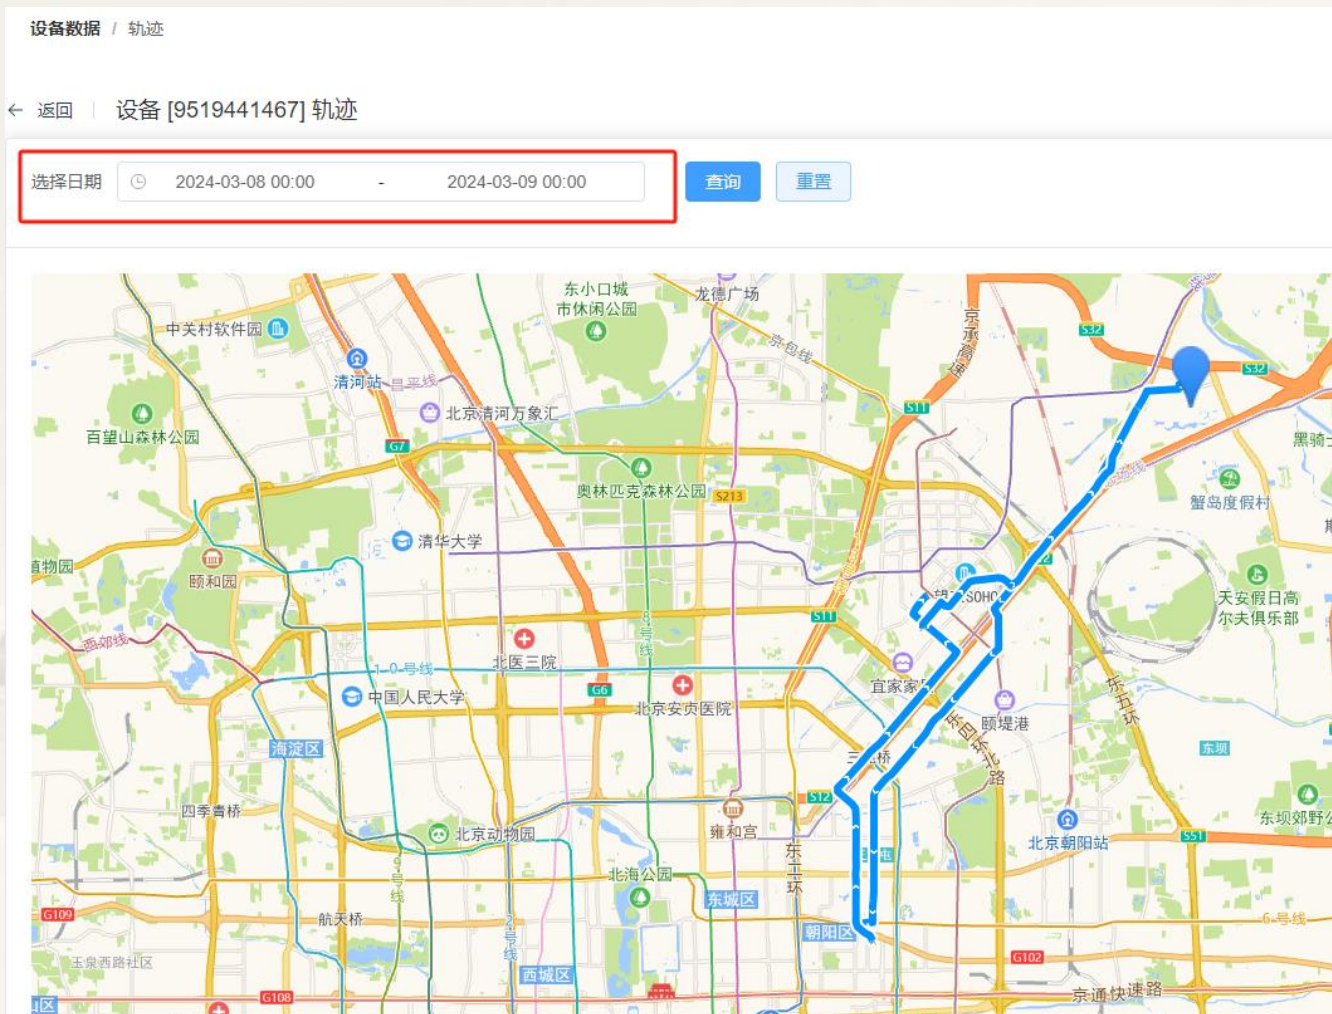 设备数据 / 轨迹
← 返回 设备 [9519441467] 轨迹
选择日期 2024-03-08 00:00 - 2024-03-09 00:00 查询 重置
东小口城
市休闲公园
龙德广场
中关村软件园
京承高速
京包线
S32
S32
清河站
昌平线
北京清河万象汇
S11
百望山森林公园
G7
奥林匹克森林公园
S213
蟹岛度假村
清华大学
植物园
颐和园
SOHO
天安假日高
尔夫俱乐部
S11
8号线
西郊线
北医三院
10号线
宜家家
中国人民大学
G6
北京安贞医院
颐堤港
东五环
东四环北路
海淀区
东坝
四季青桥
S12
雍和宫
北京动物园
北京朝阳站
东坝郊野公
S51
东二环
9号线
北海公园
东城区
G109
航天桥
2号线
朝阳区
6号线
G102
玉泉西路社区
西城区
G108
京通快速路